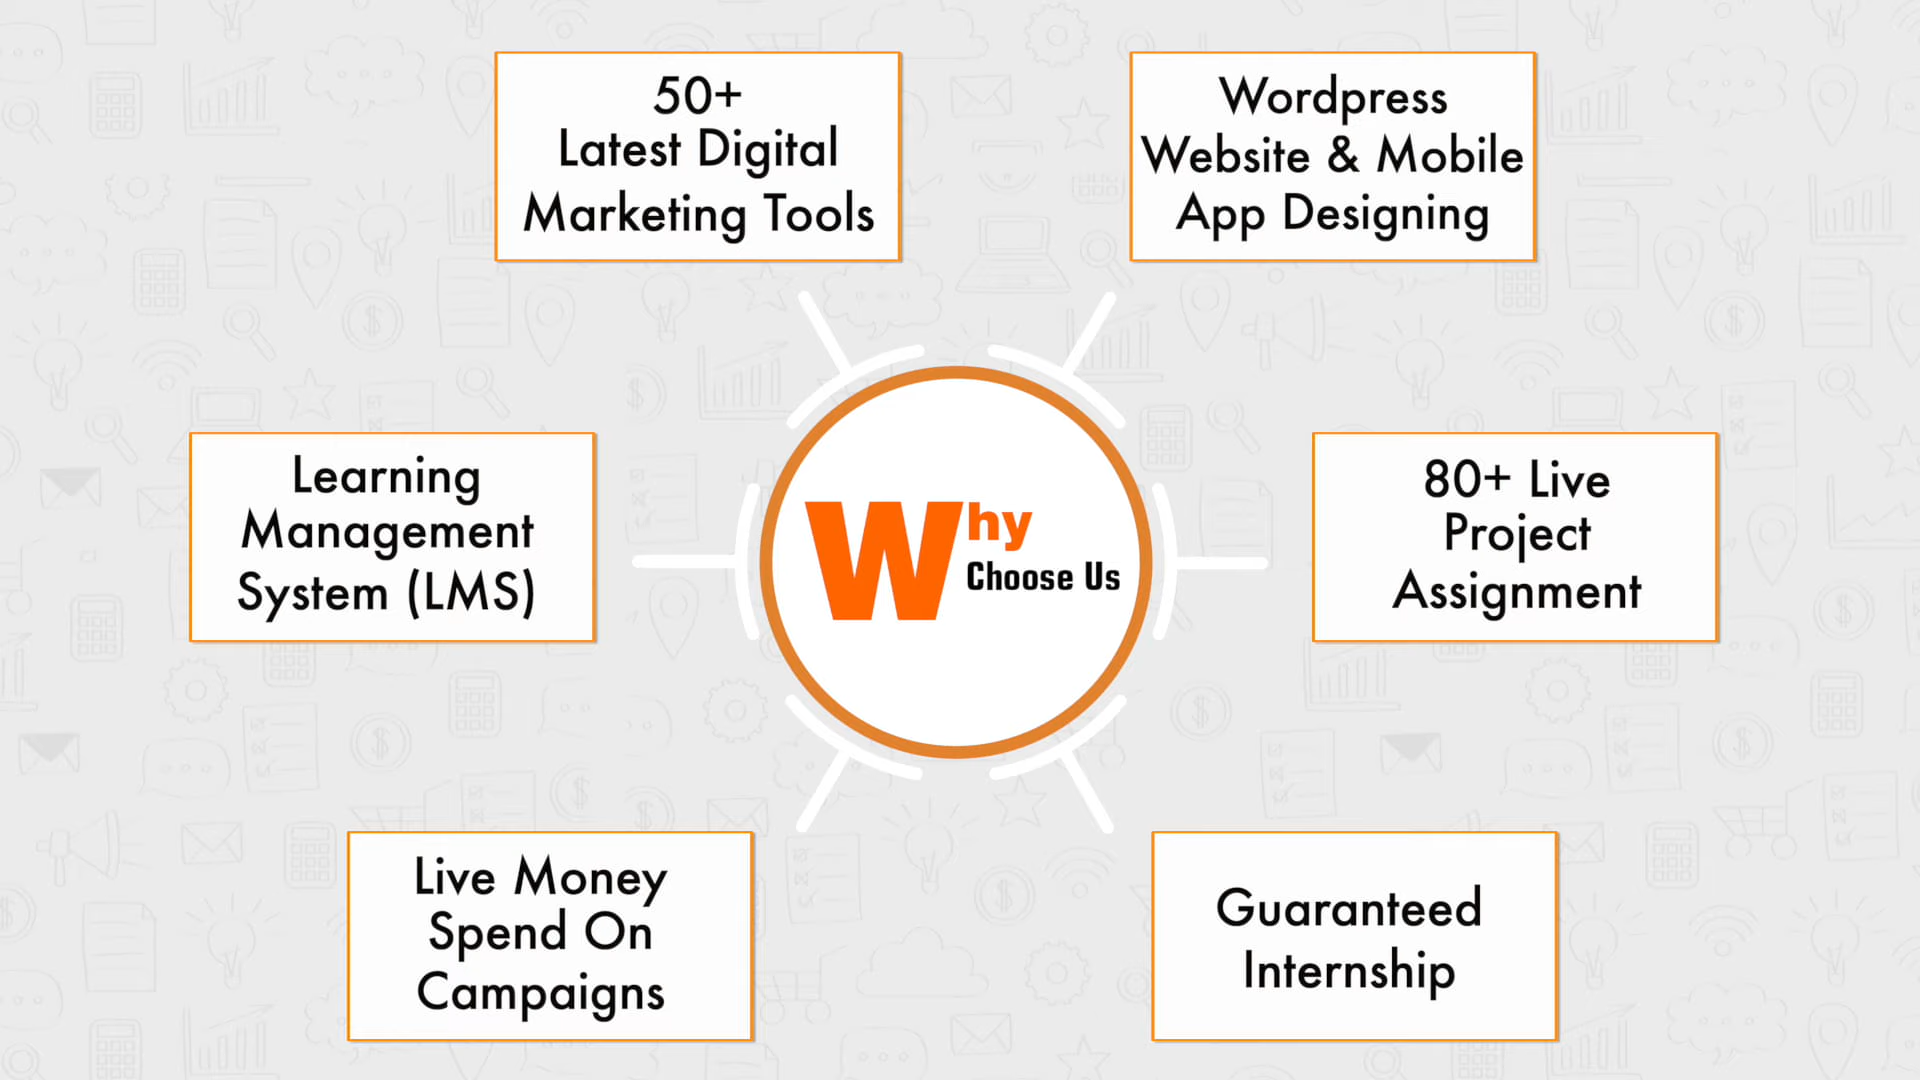 50+
Latest Digital
Marketing Tools
Wordpress
Website & Mobile
App Designing
Learning
Management
System (LMS)
Why
Choose Us
80+ Live
Project
Assignment
Live Money
Spend On
Campaigns
Guaranteed
Internship